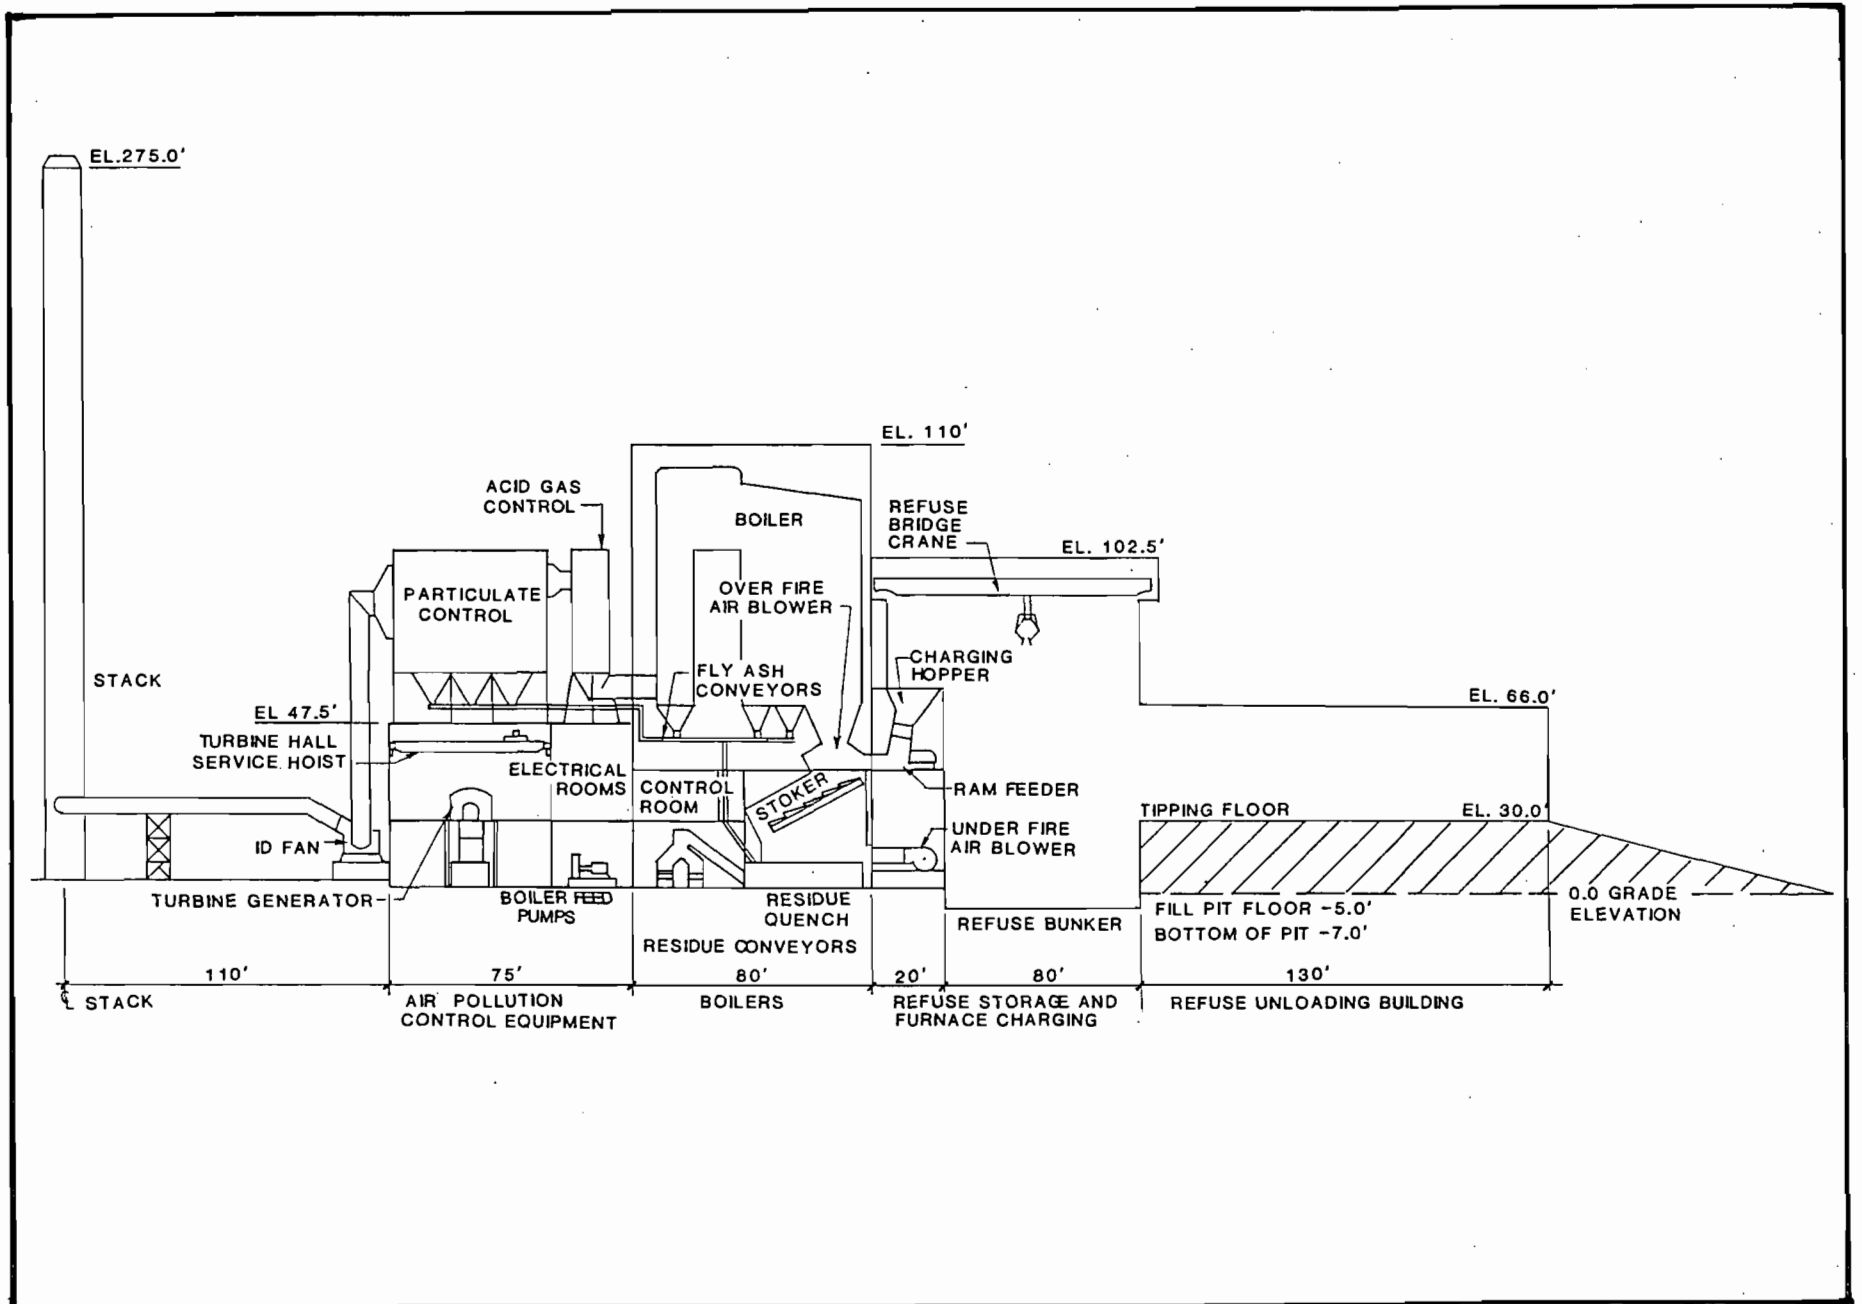 EL.275.0'
EL. 110'
ACID GAS
CONTROL
BOILER
REFUSE
BRIDGE
CRANE
EL. 102.5'
PARTICULATE
CONTROL
OVER FIRE
AIR BLOWER
CHARGING
HOPPER
FLY ASH
CONVEYORS
STACK
EL. 66.0'
EL 47.5'
TURBINE HALL
SERVICE HOIST
ELECTRICAL
ROOMS
CONTROL
ROOM
STOKER
RAM FEEDER
TIPPING FLOOR
EL. 30.0'
ID FAN
UNDER FIRE
AIR BLOWER
TURBINE GENERATOR
BOILER FEED
PUMPS
RESIDUE
QUENCH
RESIDUE CONVEYORS
REFUSE BUNKER
FILL PIT FLOOR -5.0'
BOTTOM OF PIT -7.0'
0.0 GRADE
ELEVATION
110'
75'
80'
20'
80'
130'
℄ STACK
AIR POLLUTION
CONTROL EQUIPMENT
BOILERS
REFUSE STORAGE AND
FURNACE CHARGING
REFUSE UNLOADING BUILDING